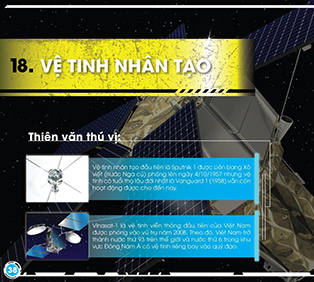 18. VỆ TINH NHÂN TẠO
Thiên văn thú vị:
Vệ tinh nhân tạo đầu tiên là Sputnik 1 được Liên bang Xô
Viết (nước Nga cũ) phóng lên ngày 4/10/1957 nhưng vệ
tinh có tuổi thọ lâu đời nhất là Vanguard 1 (1958) vẫn còn
hoạt động được cho đến nay.
Vinasat-1 là vệ tinh viễn thông đầu tiên của Việt Nam
được phóng vào vũ trụ năm 2008. Theo đó, Việt Nam trở
thành nước thứ 93 trên thế giới và nước thứ 6 trong khu
vực Đông Nam Á có vệ tinh riêng bay vào quỹ đạo.
38